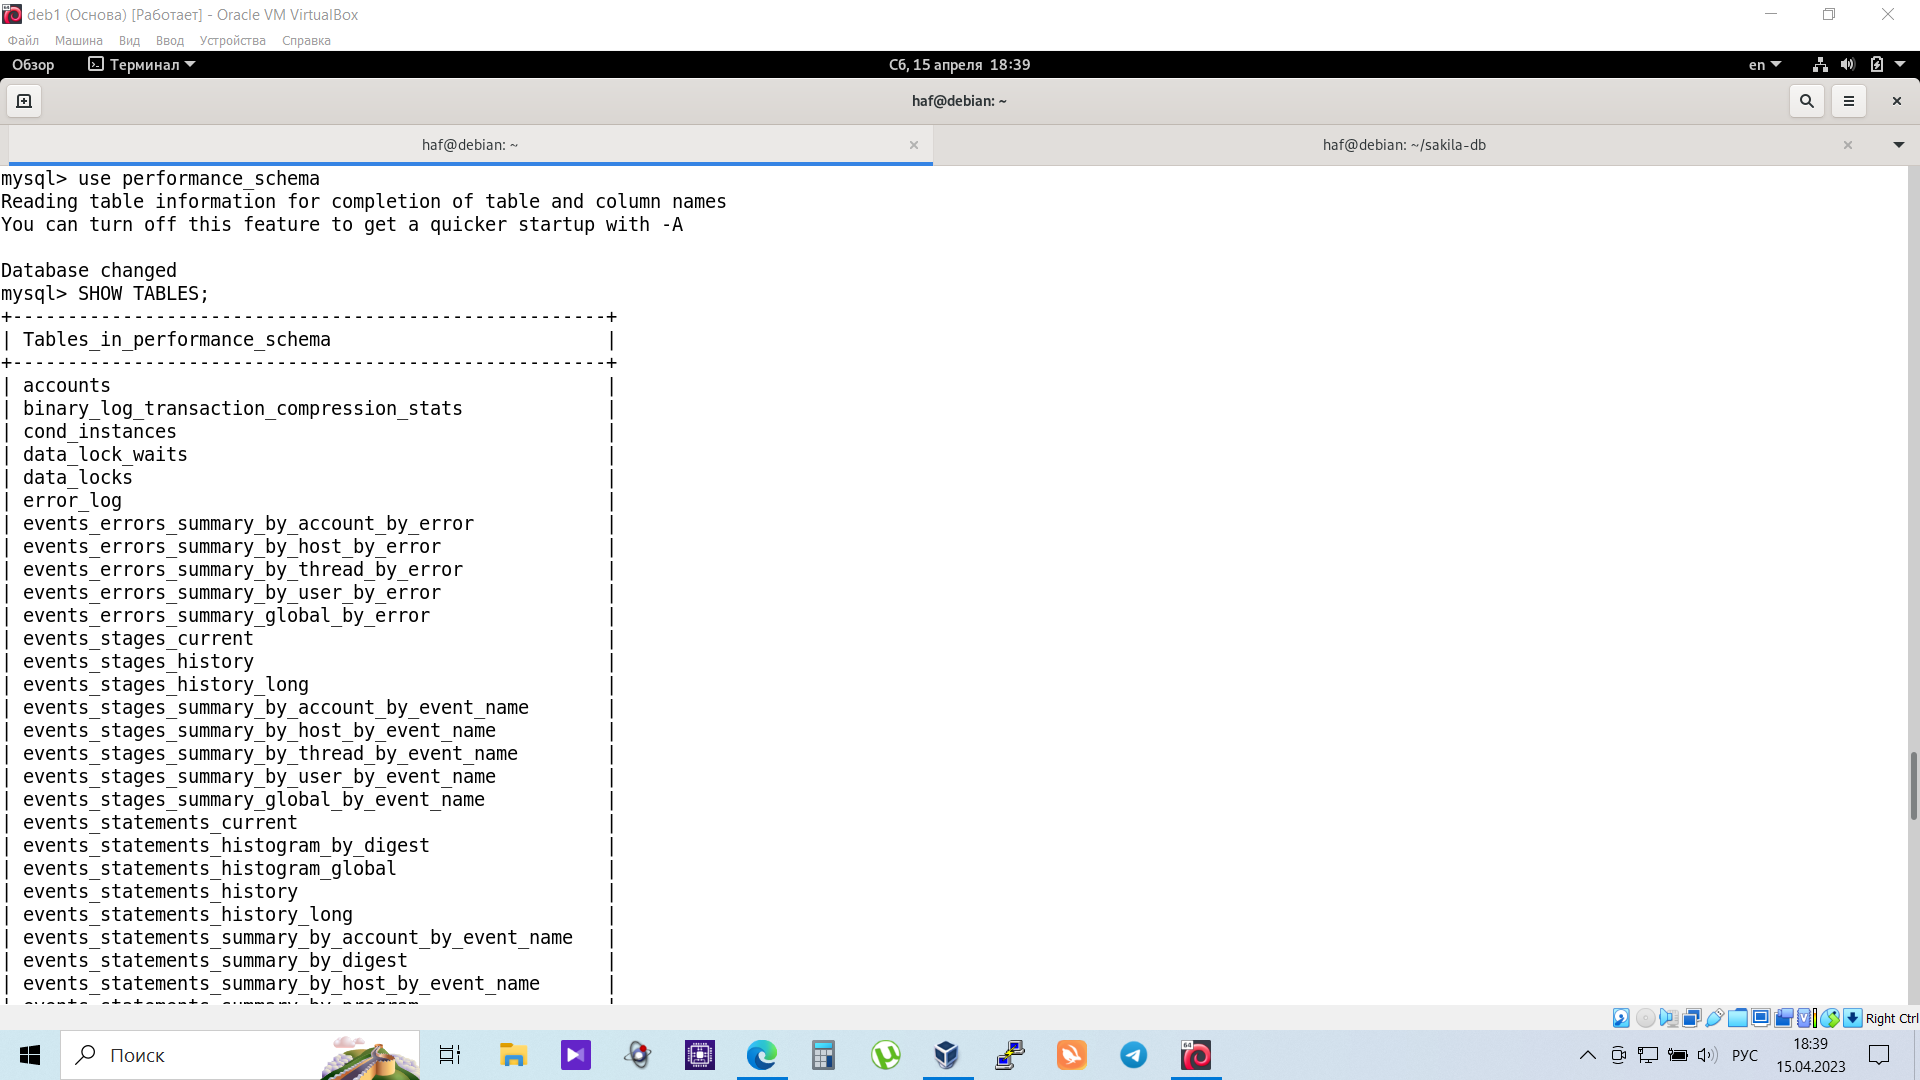 deb1 (Основа) [Работает] - Oracle VM VirtualBox
Файл Машина Вид Ввод Устройства Справка
Обзор Терминал Сб, 15 апреля 18:39 en
haf@debian: ~
haf@debian: ~ haf@debian: ~/sakila-db
mysql> use performance_schema
Reading table information for completion of table and column names
You can turn off this feature to get a quicker startup with -A
Database changed
mysql> SHOW TABLES;
+------------------------------------------------------+
| Tables_in_performance_schema |
+------------------------------------------------------+
| accounts |
| binary_log_transaction_compression_stats |
| cond_instances |
| data_lock_waits |
| data_locks |
| error_log |
| events_errors_summary_by_account_by_error |
| events_errors_summary_by_host_by_error |
| events_errors_summary_by_thread_by_error |
| events_errors_summary_by_user_by_error |
| events_errors_summary_global_by_error |
| events_stages_current |
| events_stages_history |
| events_stages_history_long |
| events_stages_summary_by_account_by_event_name |
| events_stages_summary_by_host_by_event_name |
| events_stages_summary_by_thread_by_event_name |
| events_stages_summary_by_user_by_event_name |
| events_stages_summary_global_by_event_name |
| events_statements_current |
| events_statements_histogram_by_digest |
| events_statements_histogram_global |
| events_statements_history |
| events_statements_history_long |
| events_statements_summary_by_account_by_event_name |
| events_statements_summary_by_digest |
| events_statements_summary_by_host_by_event_name |
| events_statements_summary_by_program |
Right Ctrl
Поиск
РУС
18:39
15.04.2023